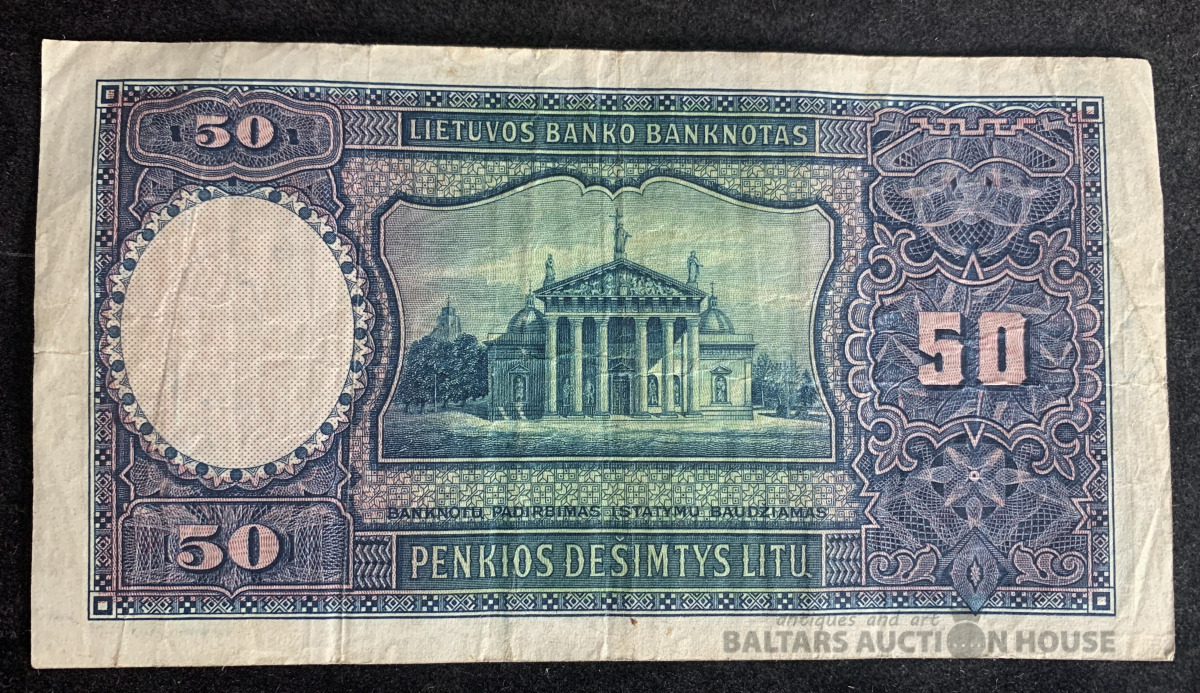 50
LIETUVOS BANKO BANKNOTAS
50
BANKNOTŲ PADIRBIMAS ĮSTATYMU BAUDŽIAMAS
50
PENKIOS DEŠIMTYS LITŲ
antiques and art
BALTARS AUCTION HOUSE